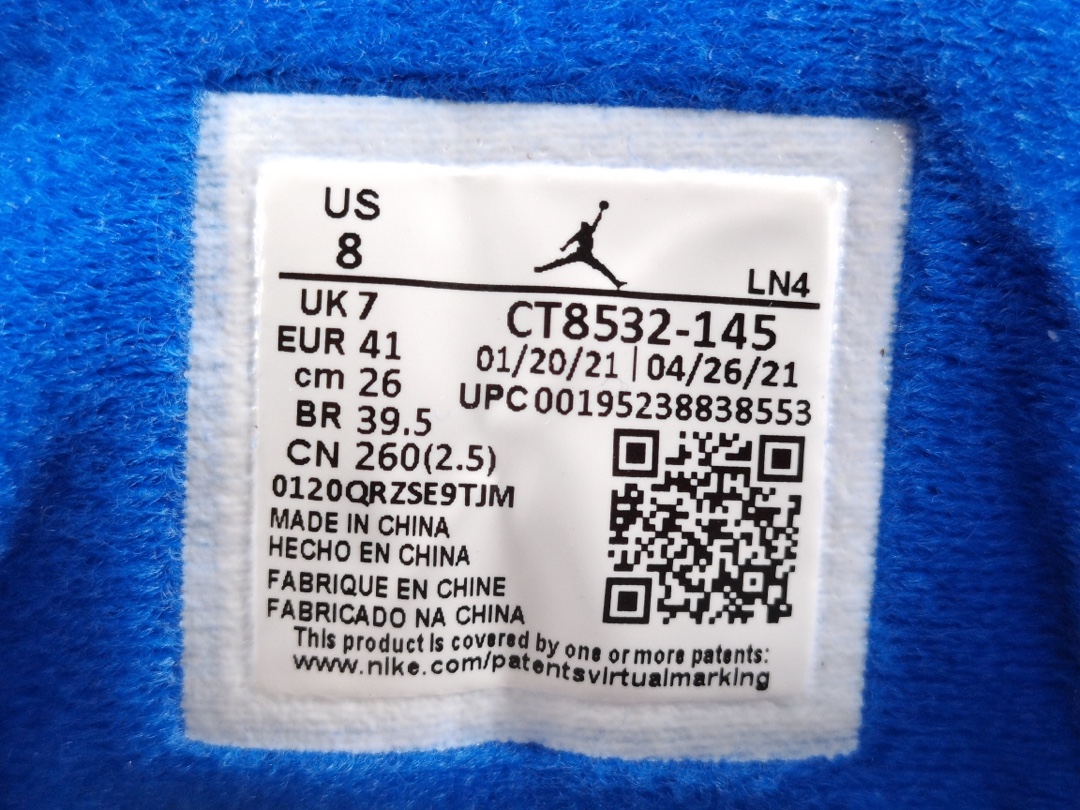 US
8
LN4
UK 7
EUR 41
cm 26
BR 39.5
CN 260(2.5)
0120QRZSE9TJM
CT8532-145
01/20/21 | 04/26/21
UPC00195238838553
MADE IN CHINA
HECHO EN CHINA
FABRIQUE EN CHINE
FABRICADO NA CHINA
This product is covered by one or more patents:
www.nike.com/patentsvirtualmarking